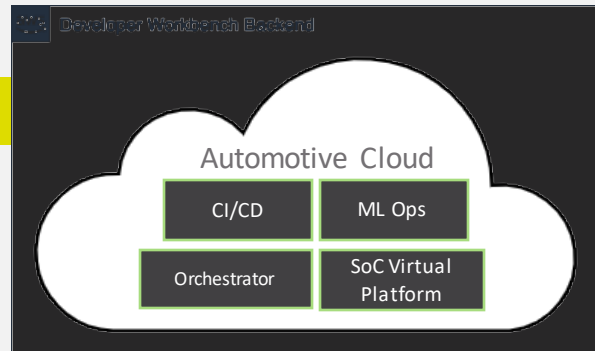 Developer Workbench Backend
Automotive Cloud
CI/CD
ML Ops
Orchestrator
SoC Virtual
Platform